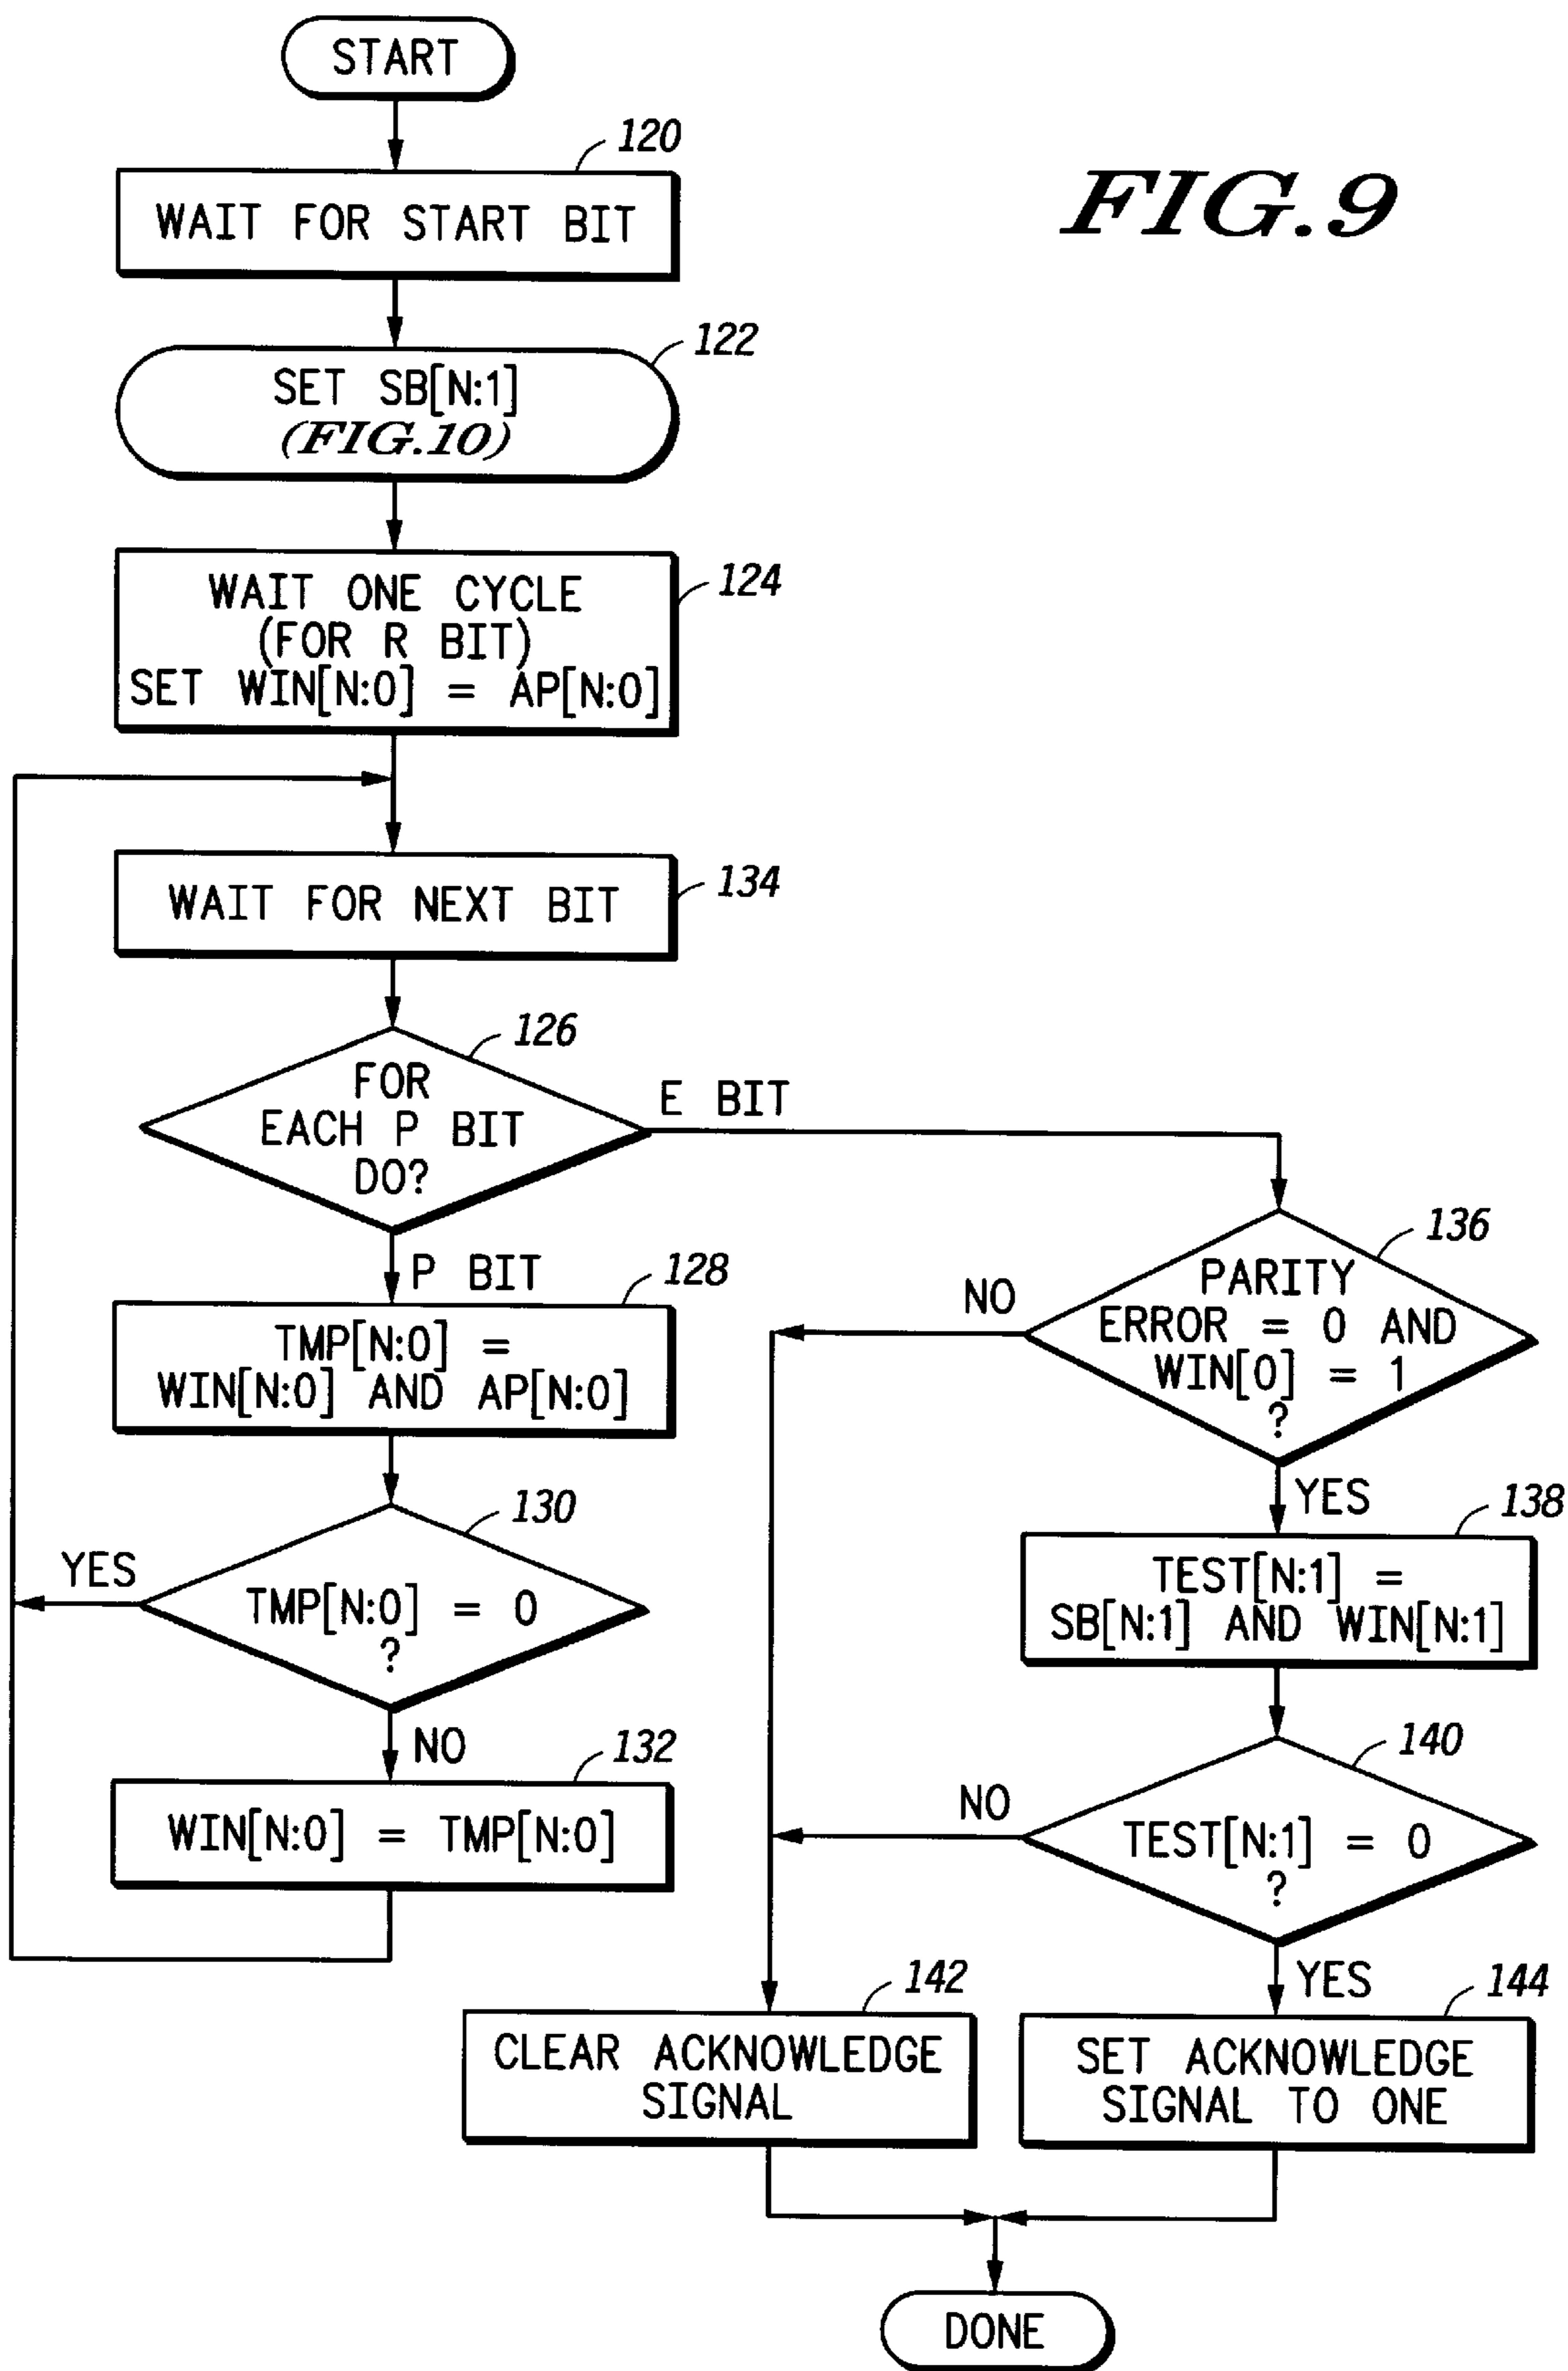 START
FIG.9
120
WAIT FOR START BIT
122
SET SB[N:1]
(FIG.10)
124
WAIT ONE CYCLE
(FOR R BIT)
SET WIN[N:0] = AP[N:0]
134
WAIT FOR NEXT BIT
126
FOR
EACH P BIT
DO?
E BIT
P BIT
128
TMP[N:0] =
WIN[N:0] AND AP[N:0]
130
YES
TMP[N:0] = 0
?
NO
132
WIN[N:0] = TMP[N:0]
136
NO
PARITY
ERROR = 0 AND
WIN[0] = 1
?
YES
138
TEST[N:1] =
SB[N:1] AND WIN[N:1]
140
NO
TEST[N:1] = 0
?
YES
142
CLEAR ACKNOWLEDGE
SIGNAL
144
SET ACKNOWLEDGE
SIGNAL TO ONE
DONE